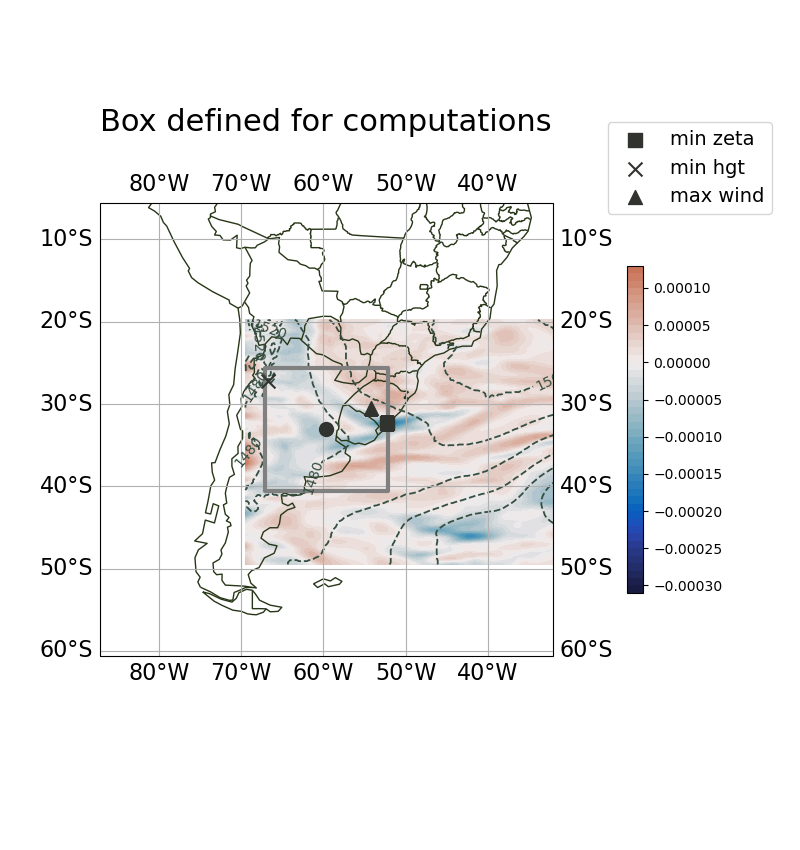 Box defined for computations
min zeta
min hgt
max wind
80°W 70°W 60°W 50°W 40°W
10°S 10°S
20°S 20°S
30°S 30°S
40°S 40°S
50°S 50°S
60°S 60°S
80°W 70°W 60°W 50°W 40°W
1480
1480
1480
0.00010
0.00005
0.00000
−0.00005
−0.00010
−0.00015
−0.00020
−0.00025
−0.00030